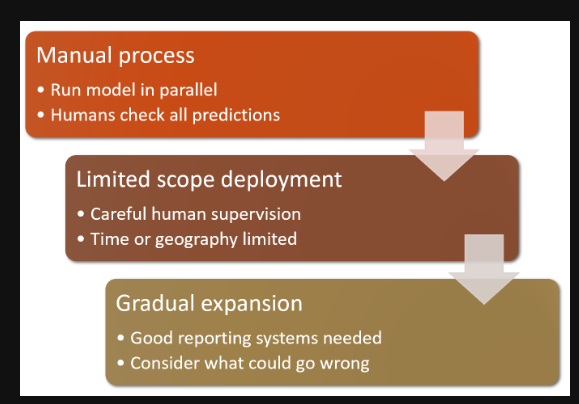 Manual process
• Run model in parallel
• Humans check all predictions
Limited scope deployment
• Careful human supervision
• Time or geography limited
Gradual expansion
• Good reporting systems needed
• Consider what could go wrong